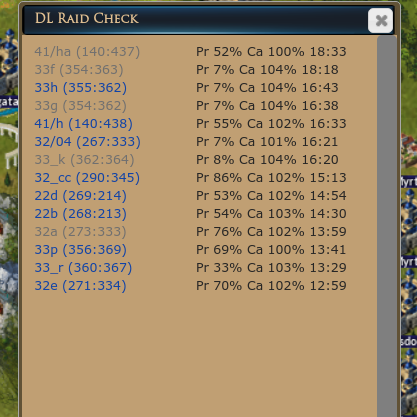 DL Raid Check
41/ha (140:437) Pr 52% Ca 100% 18:33
33f (354:363) Pr 7% Ca 104% 18:18
33h (355:362) Pr 7% Ca 104% 16:43
33g (354:362) Pr 7% Ca 104% 16:38
41/h (140:438) Pr 55% Ca 102% 16:33
32/04 (267:333) Pr 7% Ca 101% 16:21
33_k (362:364) Pr 8% Ca 104% 16:20
32_cc (290:345) Pr 86% Ca 102% 15:13
22d (269:214) Pr 53% Ca 102% 14:54
22b (268:213) Pr 54% Ca 103% 14:30
32a (273:333) Pr 76% Ca 102% 13:59
33p (356:369) Pr 69% Ca 100% 13:41
33_r (360:367) Pr 33% Ca 103% 13:29
32e (271:334) Pr 70% Ca 102% 12:59